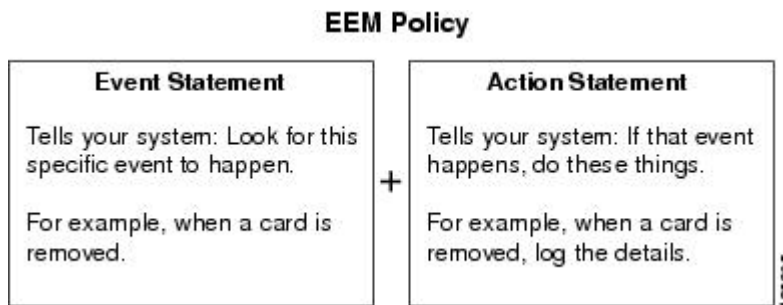 EEM Policy
Event Statement
Tells your system: Look for this
specific event to happen.
For example, when a card is
removed.
+
Action Statement
Tells your system: If that event
happens, do these things.
For example, when a card is
removed, log the details.